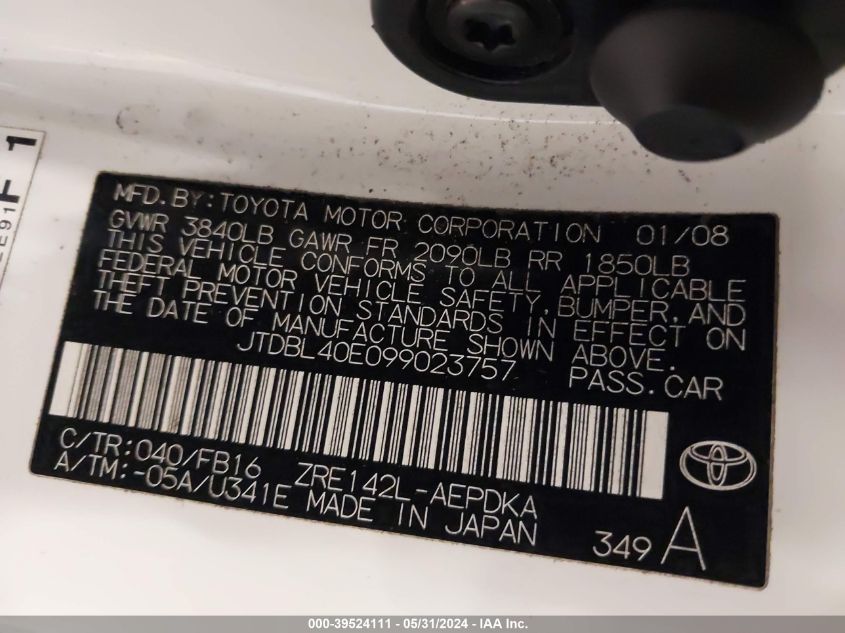 MFD. BY: TOYOTA MOTOR CORPORATION 01/08
GVWR 3840LB GAWR FR 2090LB RR 1850LB
THIS VEHICLE CONFORMS TO ALL APPLICABLE
FEDERAL MOTOR VEHICLE SAFETY, BUMPER, AND
THEFT PREVENTION STANDARDS IN EFFECT ON
THE DATE OF MANUFACTURE SHOWN ABOVE.
JTDBL40E099023757 PASS. CAR
C/TR: 040/FB16 ZRE142L-AEPDKA
A/TM: -05A/U341E MADE IN JAPAN 349 A
000-39524111 - 05/31/2024 - IAA Inc.